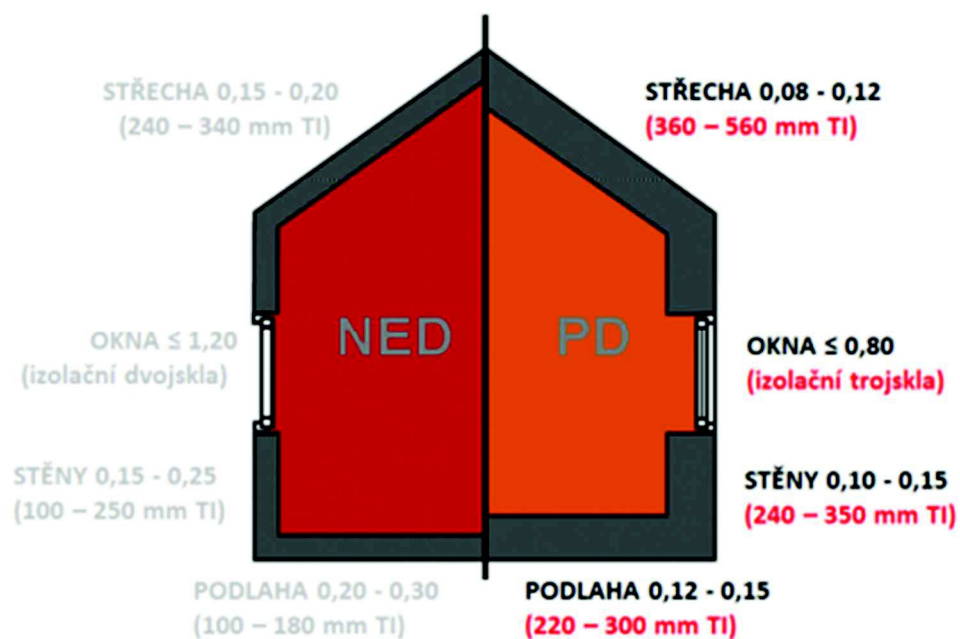 STŘECHA 0,15 - 0,20
(240 – 340 mm TI)
STŘECHA 0,08 - 0,12
(360 – 560 mm TI)
NED
PD
OKNA ≤ 1,20
(izolační dvojskla)
OKNA ≤ 0,80
(izolační trojskla)
STĚNY 0,15 - 0,25
(100 – 250 mm TI)
STĚNY 0,10 - 0,15
(240 – 350 mm TI)
PODLAHA 0,20 - 0,30
(100 – 180 mm TI)
PODLAHA 0,12 - 0,15
(220 – 300 mm TI)